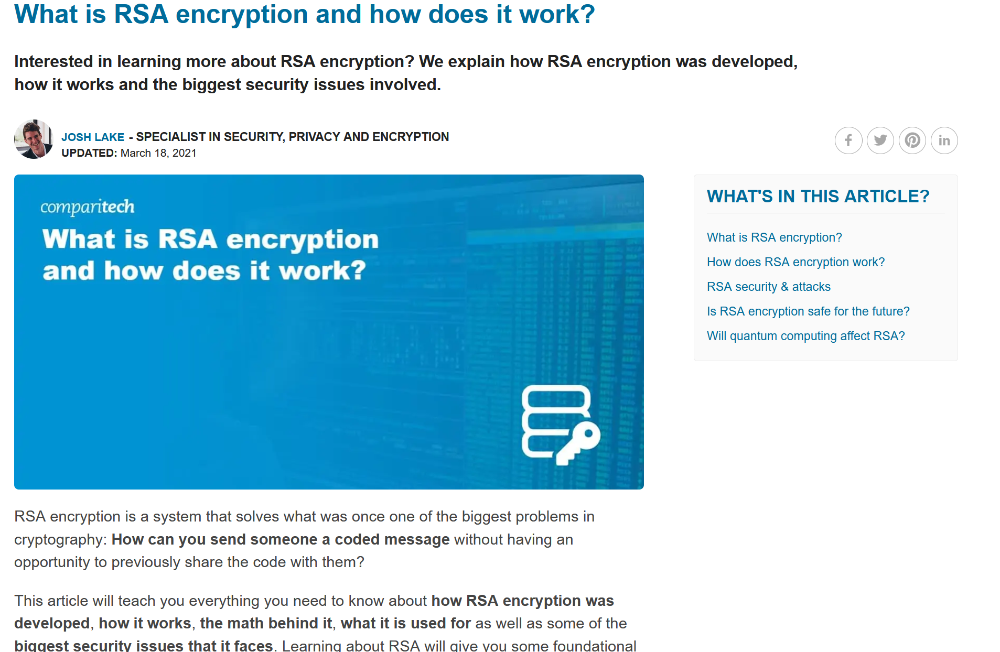 What is RSA encryption and how does it work?
Interested in learning more about RSA encryption? We explain how RSA encryption was developed,
how it works and the biggest security issues involved.
JOSH LAKE - SPECIALIST IN SECURITY, PRIVACY AND ENCRYPTION
UPDATED: March 18, 2021
comparitech
What is RSA encryption
and how does it work?
WHAT'S IN THIS ARTICLE?
What is RSA encryption?
How does RSA encryption work?
RSA security & attacks
Is RSA encryption safe for the future?
Will quantum computing affect RSA?
RSA encryption is a system that solves what was once one of the biggest problems in
cryptography: How can you send someone a coded message without having an
opportunity to previously share the code with them?
This article will teach you everything you need to know about how RSA encryption was
developed, how it works, the math behind it, what it is used for as well as some of the
biggest security issues that it faces. Learning about RSA will give you some foundational